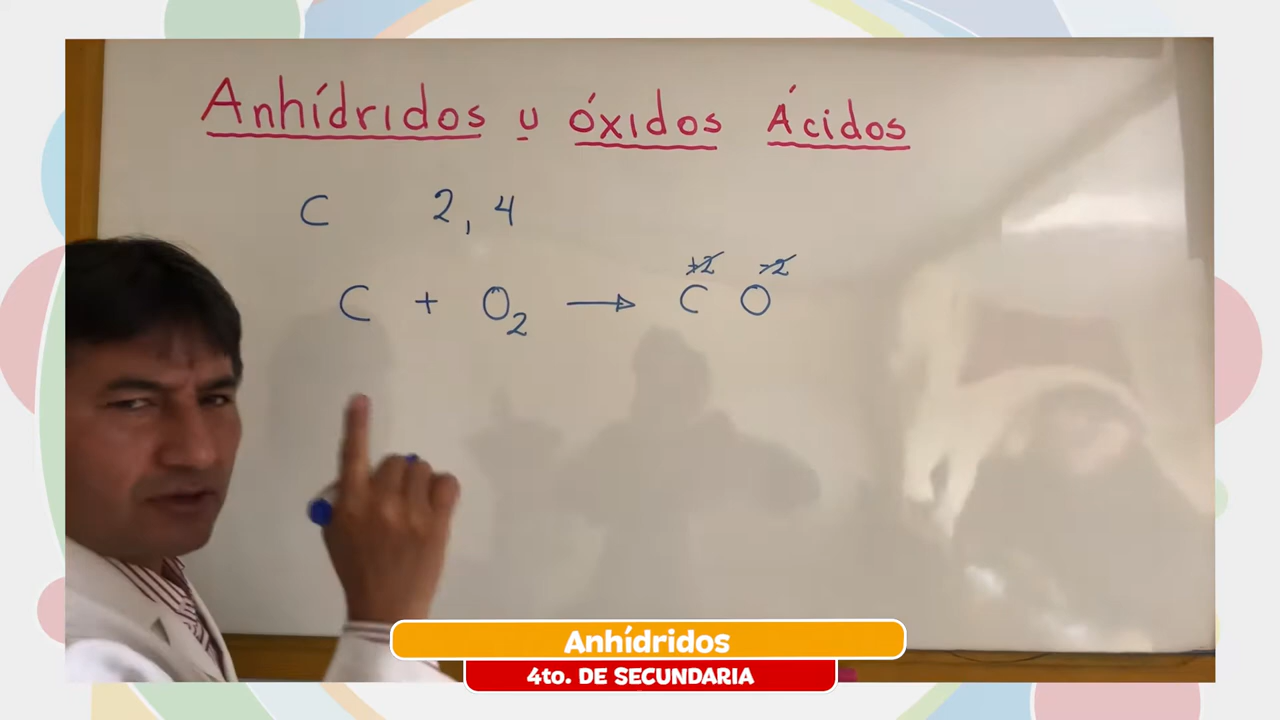 Anhídridos u óxidos Ácidos
C 2, 4
+2 -2
C + O2 → C O
Anhídridos
4to. DE SECUNDARIA